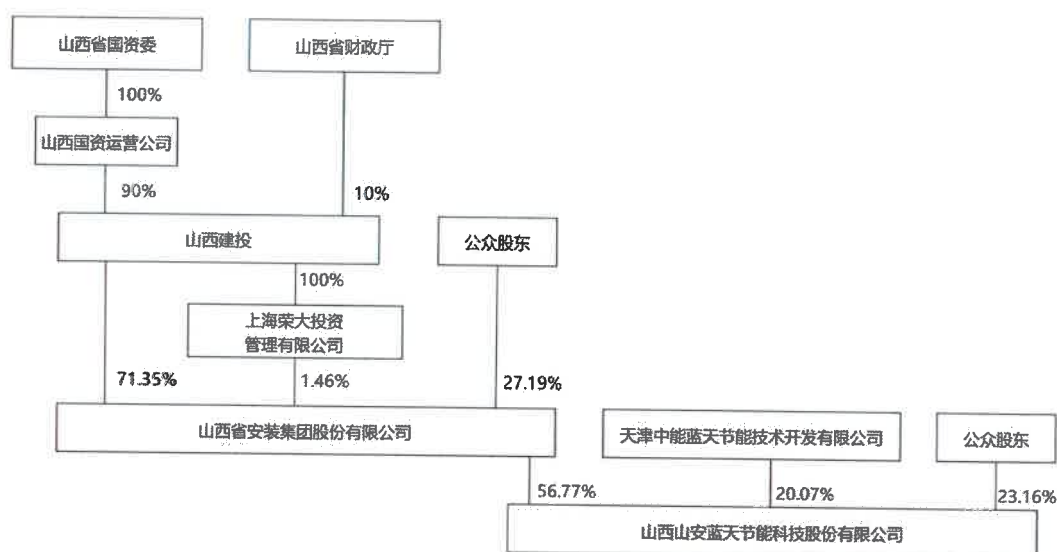 山西省国资委
山西省财政厅
100%
山西国资运营公司
90%
10%
山西建投
公众股东
100%
上海荣大投资
管理有限公司
71.35%
1.46%
27.19%
山西省安装集团股份有限公司
天津中能蓝天节能技术开发有限公司
公众股东
56.77%
20.07%
23.16%
山西山安蓝天节能科技股份有限公司